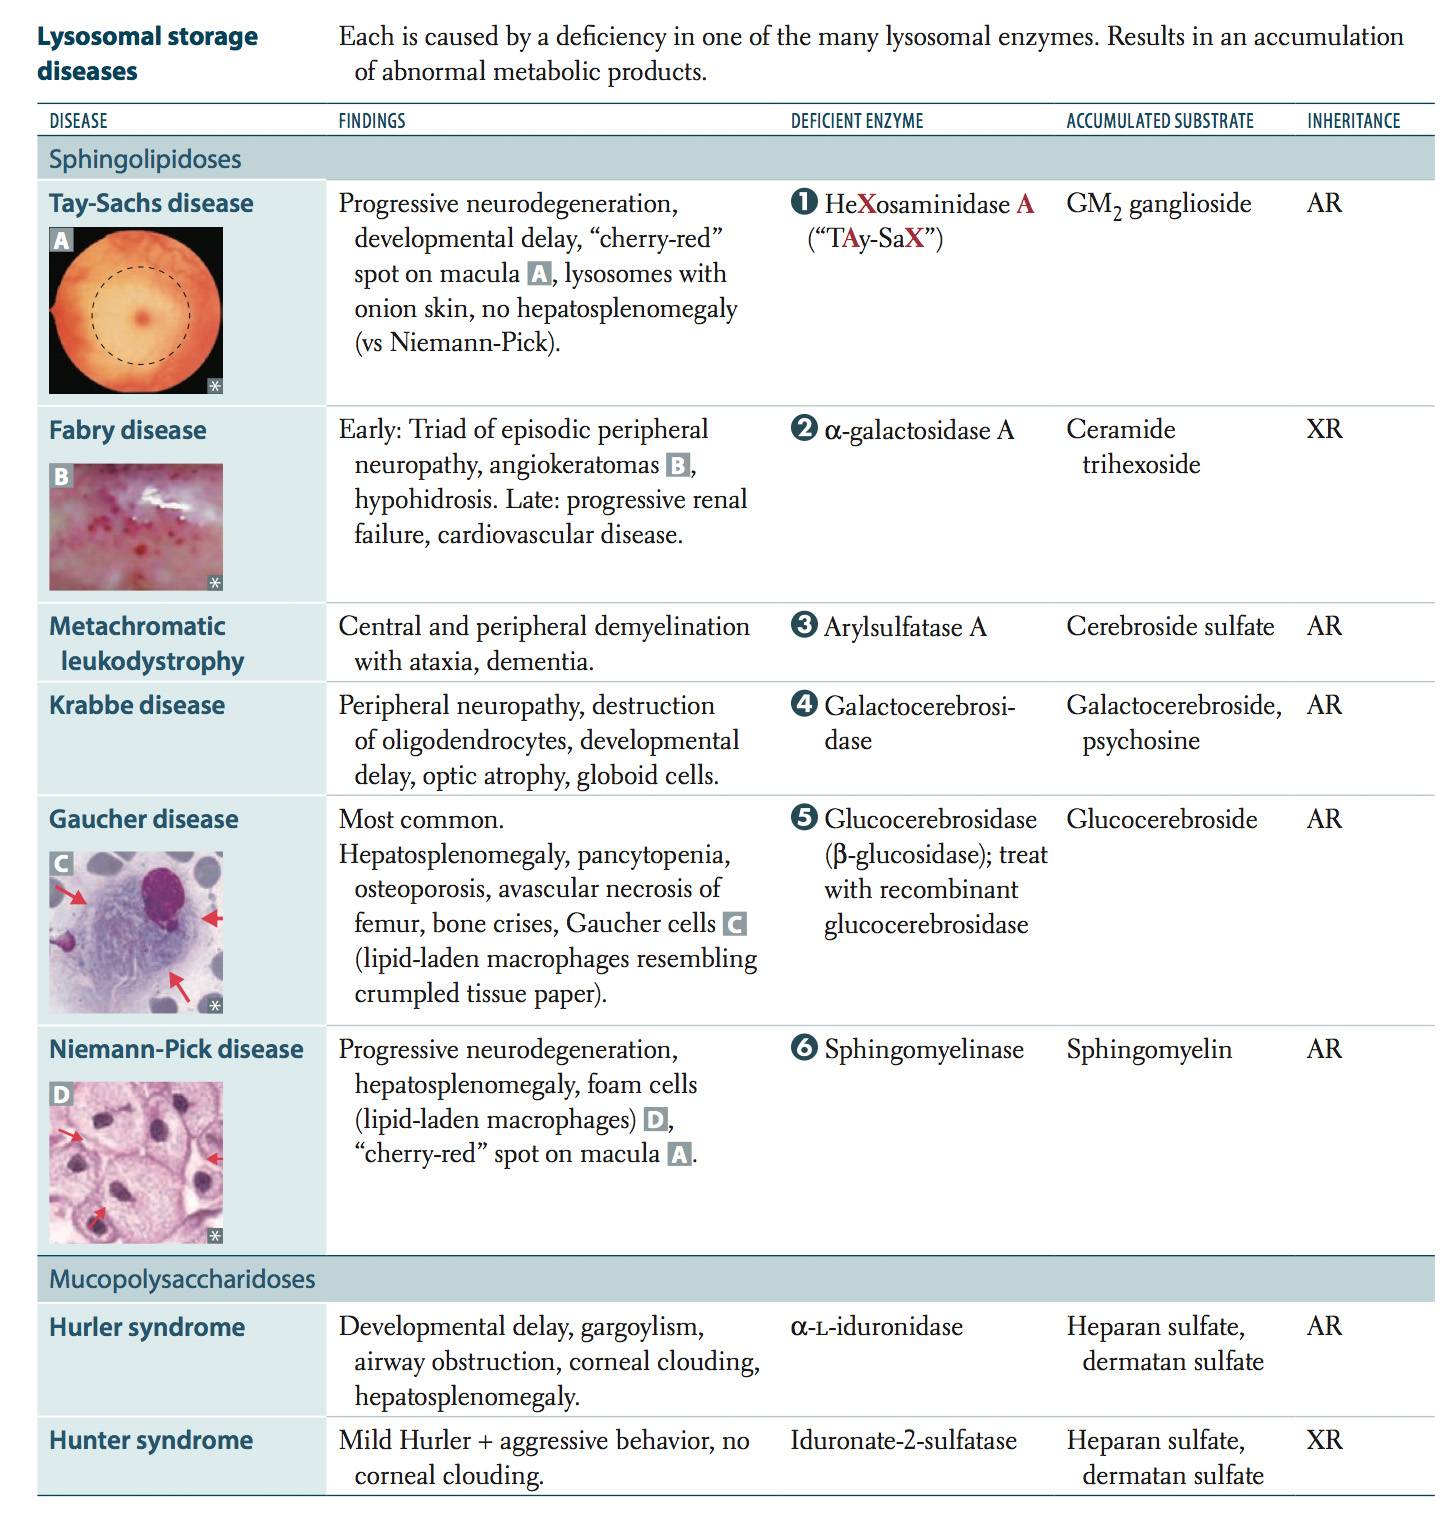 Lysosomal storage
diseases
Each is caused by a deficiency in one of the many lysosomal enzymes. Results in an accumulation
of abnormal metabolic products.
DISEASE FINDINGS DEFICIENT ENZYME ACCUMULATED SUBSTRATE INHERITANCE
Sphingolipidoses
Tay-Sachs disease
A
*
Progressive neurodegeneration,
developmental delay, “cherry-red”
spot on macula A, lysosomes with
onion skin, no hepatosplenomegaly
(vs Niemann-Pick).
❶ HeXosaminidase A
(“TAy-SaX”)
GM₂ ganglioside
AR
Fabry disease
B
*
Early: Triad of episodic peripheral
neuropathy, angiokeratomas B,
hypohidrosis. Late: progressive renal
failure, cardiovascular disease.
❷ α-galactosidase A
Ceramide
trihexoside
XR
Metachromatic
leukodystrophy
Central and peripheral demyelination
with ataxia, dementia.
❸ Arylsulfatase A
Cerebroside sulfate
AR
Krabbe disease
Peripheral neuropathy, destruction
of oligodendrocytes, developmental
delay, optic atrophy, globoid cells.
❹ Galactocerebrosi-
dase
Galactocerebroside,
psychosine
AR
Gaucher disease
C
*
Most common.
Hepatosplenomegaly, pancytopenia,
osteoporosis, avascular necrosis of
femur, bone crises, Gaucher cells C
(lipid-laden macrophages resembling
crumpled tissue paper).
❺ Glucocerebrosidase
(β-glucosidase); treat
with recombinant
glucocerebrosidase
Glucocerebroside
AR
Niemann-Pick disease
D
*
Progressive neurodegeneration,
hepatosplenomegaly, foam cells
(lipid-laden macrophages) D,
“cherry-red” spot on macula A.
❻ Sphingomyelinase
Sphingomyelin
AR
Mucopolysaccharidoses
Hurler syndrome
Developmental delay, gargoylism,
airway obstruction, corneal clouding,
hepatosplenomegaly.
α-L-iduronidase
Heparan sulfate,
dermatan sulfate
AR
Hunter syndrome
Mild Hurler + aggressive behavior, no
corneal clouding.
Iduronate-2-sulfatase
Heparan sulfate,
dermatan sulfate
XR